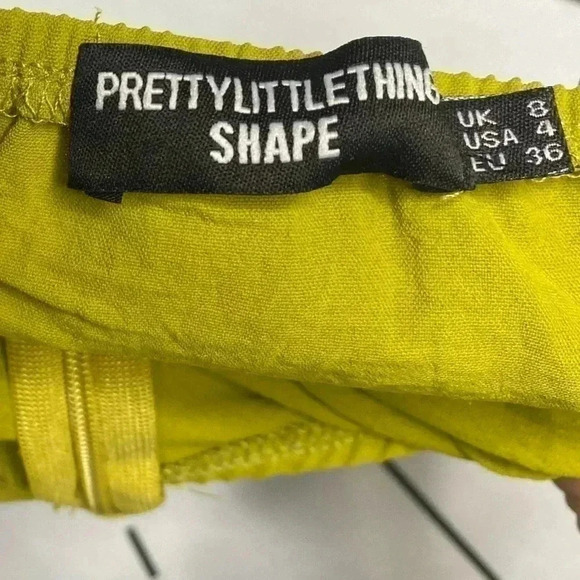 PRETTYLITTLETHING
SHAPE
UK 8
USA 4
EU 36